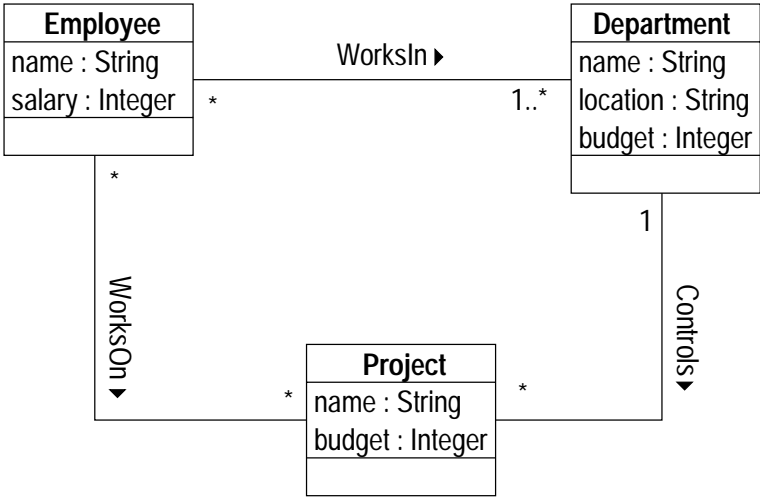 Employee
name : String
salary : Integer
WorksIn ▶
*
1..*
Department
name : String
location : String
budget : Integer
*
1
WorksOn ▶
Controls ▶
Project
name : String
budget : Integer
*
*